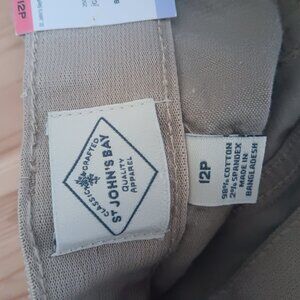 12P
CLASSIC CRAFTED
ST JOHN'S BAY
QUALITY
APPAREL
12P
98% COTTON
2% SPANDEX
MADE IN
BANGLADESH